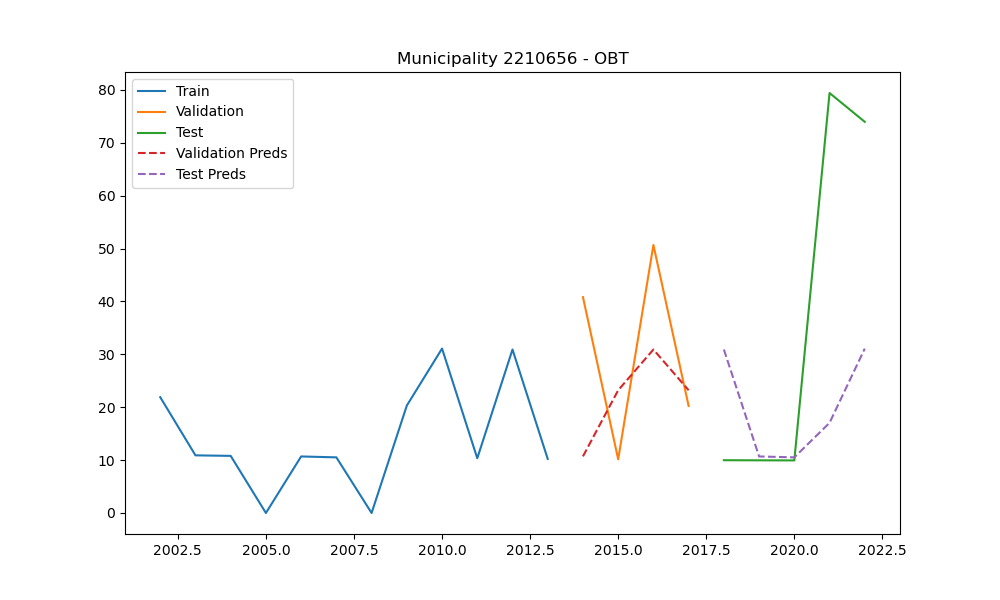 Municipality 2210656 - OBT
Train
Validation
Test
Validation Preds
Test Preds
80
70
60
50
40
30
20
10
0
2002.5 2005.0 2007.5 2010.0 2012.5 2015.0 2017.5 2020.0 2022.5